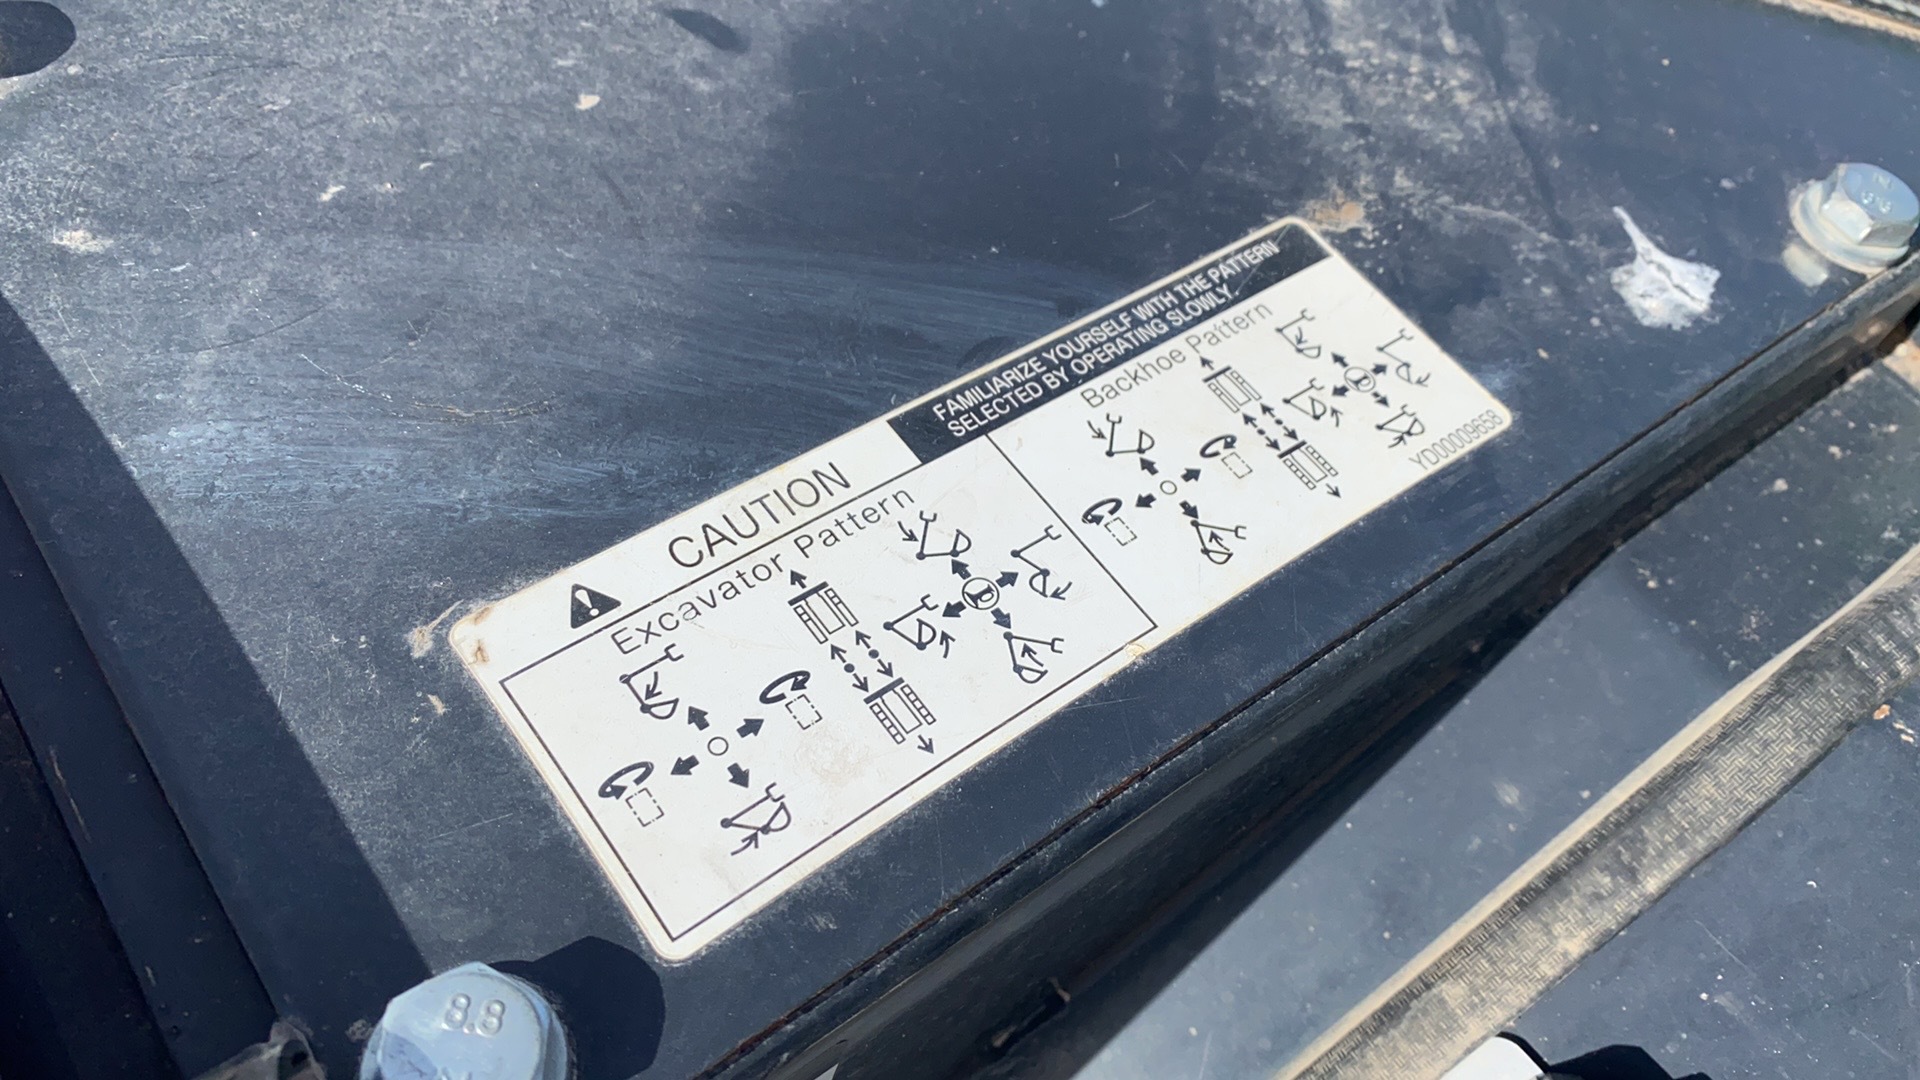 CAUTION
FAMILIARIZE YOURSELF WITH THE PATTERN
SELECTED BY OPERATING SLOWLY.
Excavator Pattern
Backhoe Pattern
YD00009658
8.8